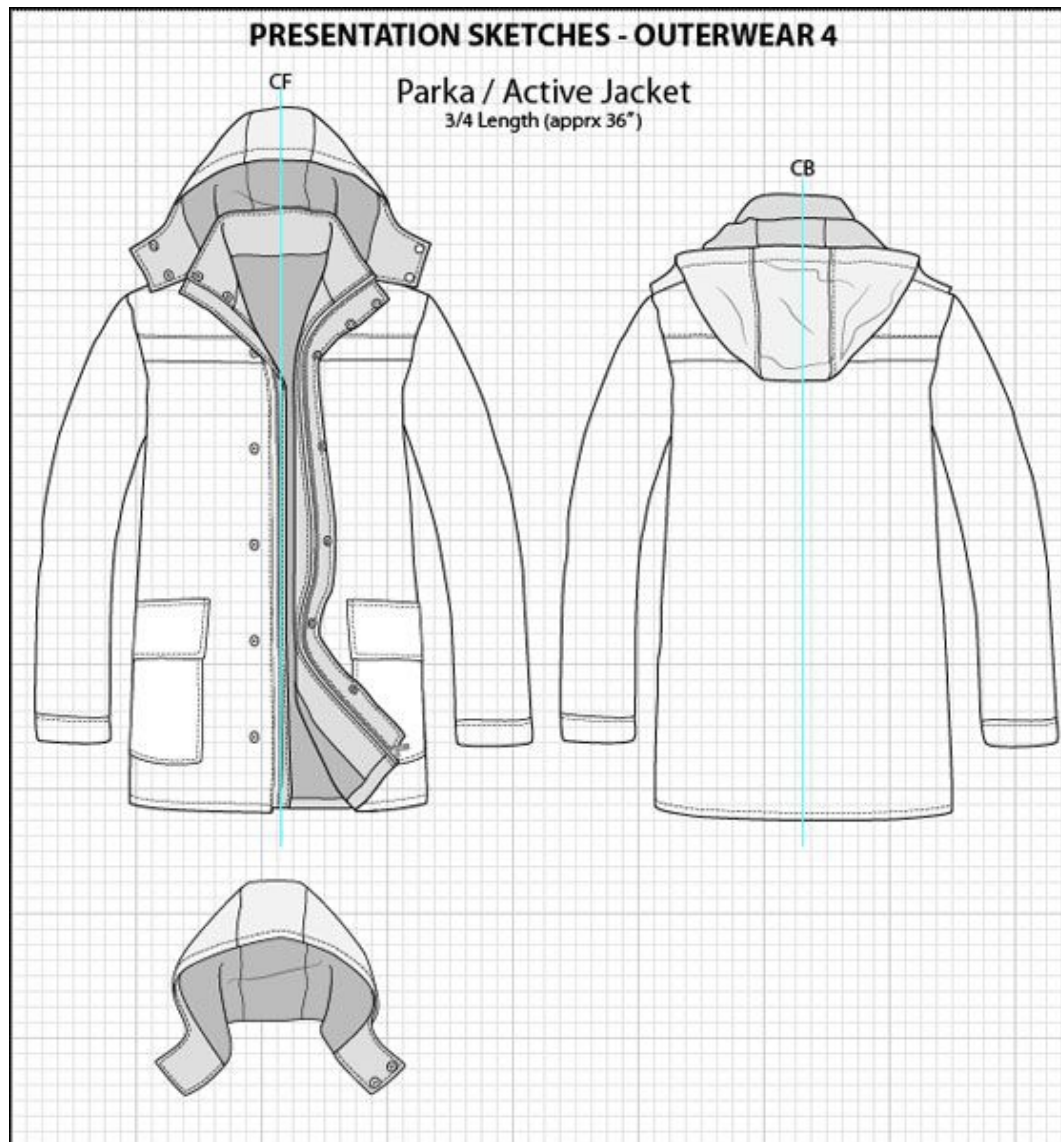 PRESENTATION SKETCHES - OUTERWEAR 4
CF
Parka / Active Jacket
3/4 Length (apprx 36”)
CB